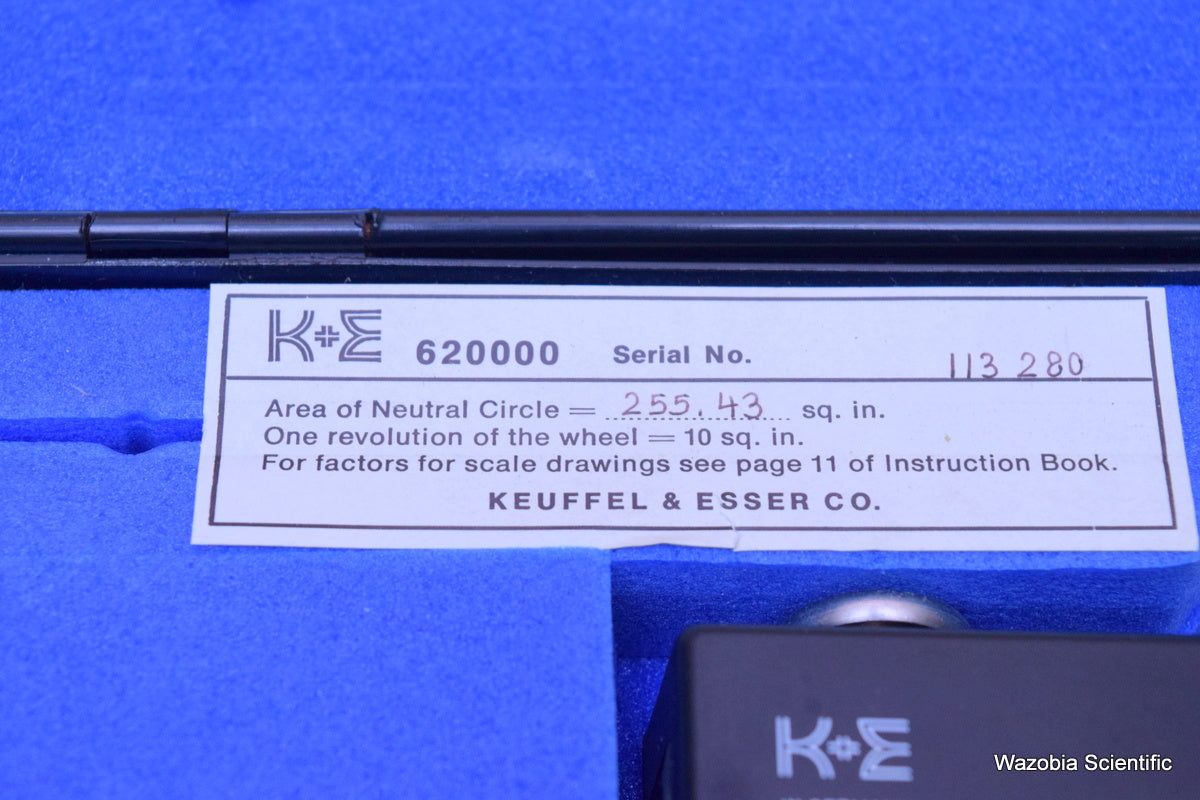 K+E 620000 Serial No. 113 280
Area of Neutral Circle = 255.43 sq. in.
One revolution of the wheel = 10 sq. in.
For factors for scale drawings see page 11 of Instruction Book.
KEUFFEL & ESSER CO.
K+E
Wazobia Scientific